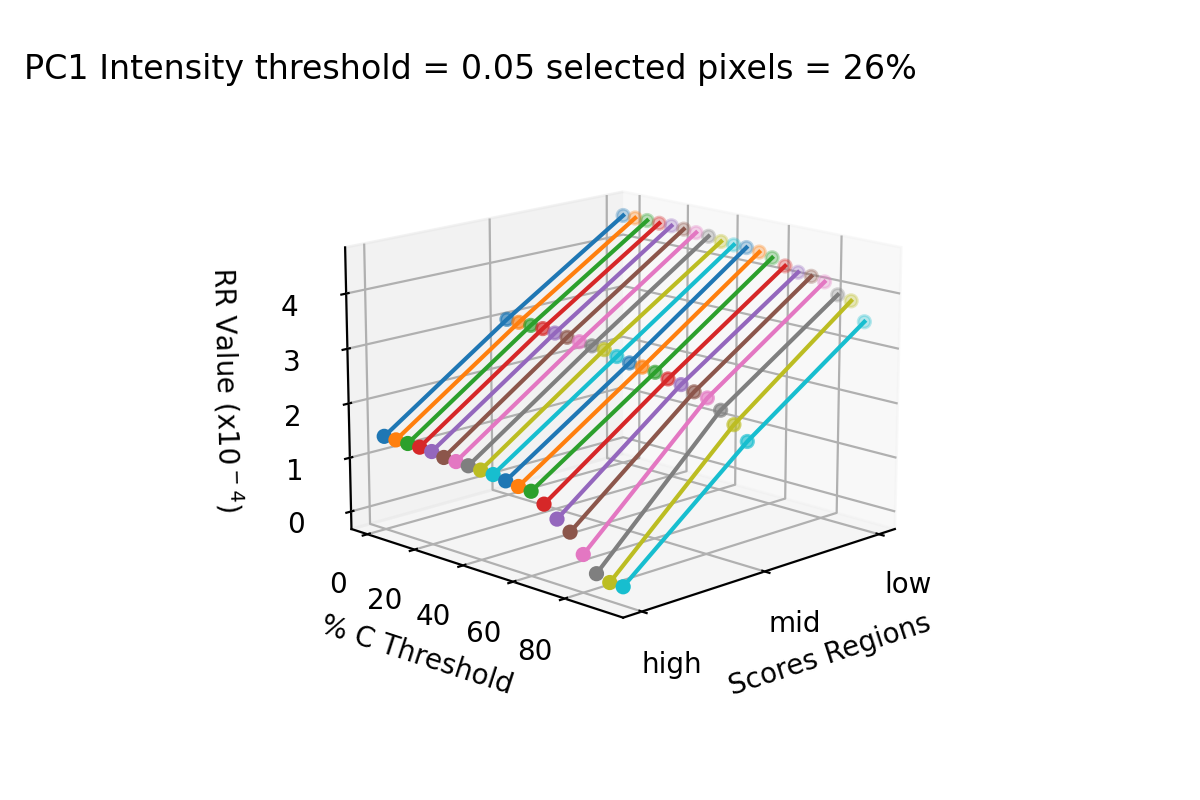 PC1 Intensity threshold = 0.05 selected pixels = 26%
RR Value (x10⁻⁴)
4
3
2
1
0
0
20
40
60
80
% C Threshold
low
mid
high
Scores Regions